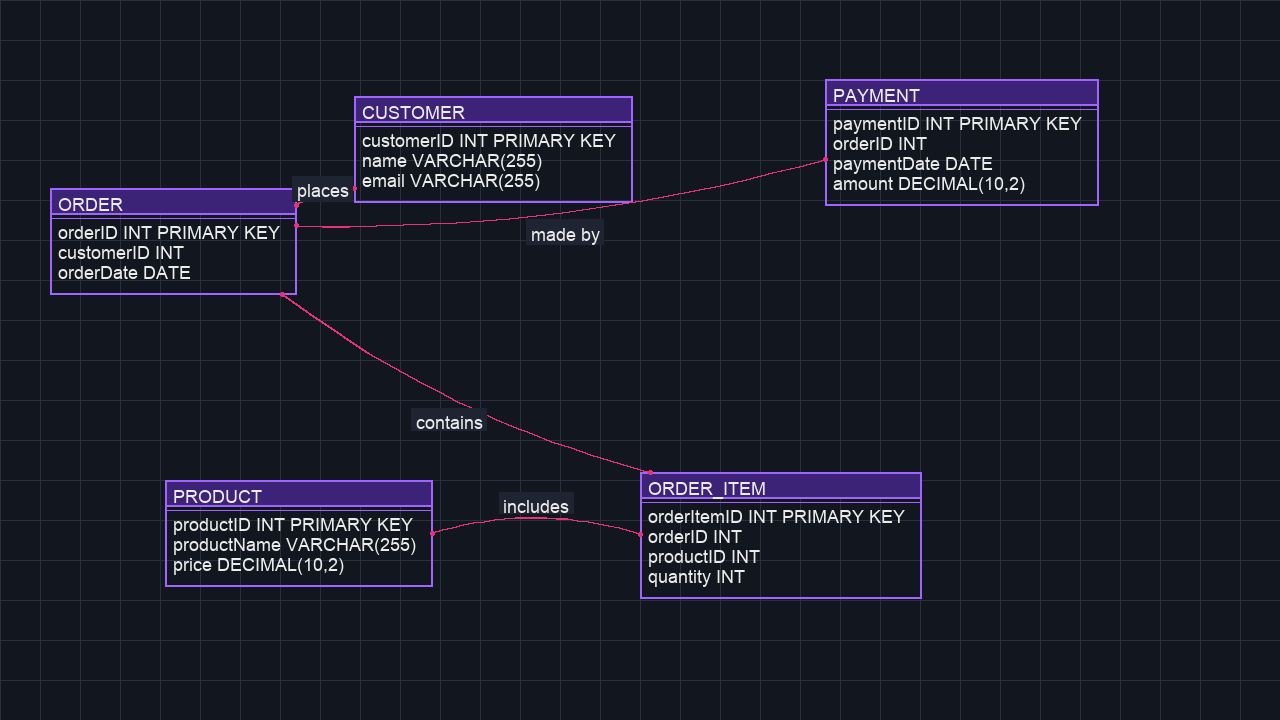 CUSTOMER
customerID INT PRIMARY KEY
name VARCHAR(255)
email VARCHAR(255)
PAYMENT
paymentID INT PRIMARY KEY
orderID INT
paymentDate DATE
amount DECIMAL(10,2)
places
ORDER
orderID INT PRIMARY KEY
customerID INT
orderDate DATE
made by
contains
PRODUCT
productID INT PRIMARY KEY
productName VARCHAR(255)
price DECIMAL(10,2)
includes
ORDER_ITEM
orderItemID INT PRIMARY KEY
orderID INT
productID INT
quantity INT